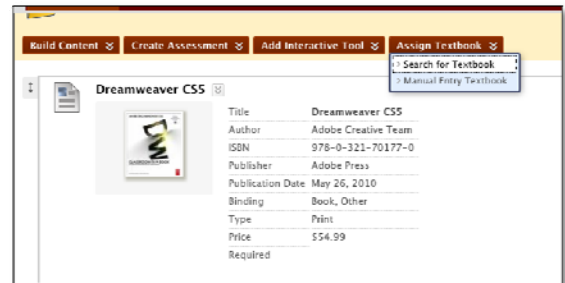 Build Content Create Assessment Add Interactive Tool Assign Textbook
> Search for Textbook
> Manual Entry Textbook
Dreamweaver CS5
Title Dreamweaver CS5
Author Adobe Creative Team
ISBN 978-0-321-70177-0
Publisher Adobe Press
Publication Date May 26, 2010
Binding Book, Other
Type Print
Price $54.99
Required